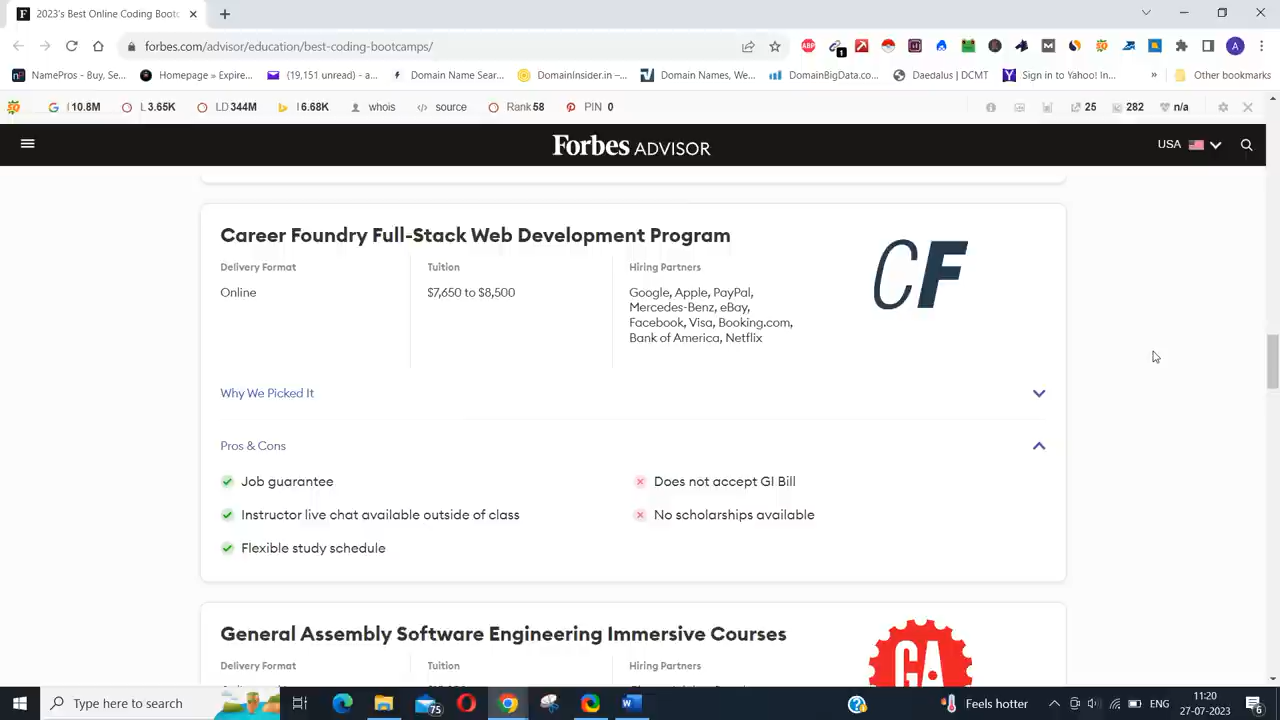 2023's Best Online Coding Bootc
forbes.com/advisor/education/best-coding-bootcamps/
NamePros - Buy, Se...
Homepage » Expire...
(19,151 unread) - a...
Domain Name Sear...
DomainInsider.in –...
Domain Names, We...
DomainBigData.co...
Daedalus | DCMT
Sign in to Yahoo! In...
»
Other bookmarks
I 10.8M
L 3.65K
LD 344M
I 6.68K
whois
source
Rank 58
PIN 0
25
282
n/a
Forbes ADVISOR
USA
Career Foundry Full-Stack Web Development Program
Delivery Format
Online
Tuition
$7,650 to $8,500
Hiring Partners
Google, Apple, PayPal,
Mercedes-Benz, eBay,
Facebook, Visa, Booking.com,
Bank of America, Netflix
CF
Why We Picked It
Pros & Cons
Job guarantee
Instructor live chat available outside of class
Flexible study schedule
Does not accept GI Bill
No scholarships available
General Assembly Software Engineering Immersive Courses
Delivery Format
Tuition
Hiring Partners
GA
Type here to search
75
Feels hotter
ENG
11:20
27-07-2023
6